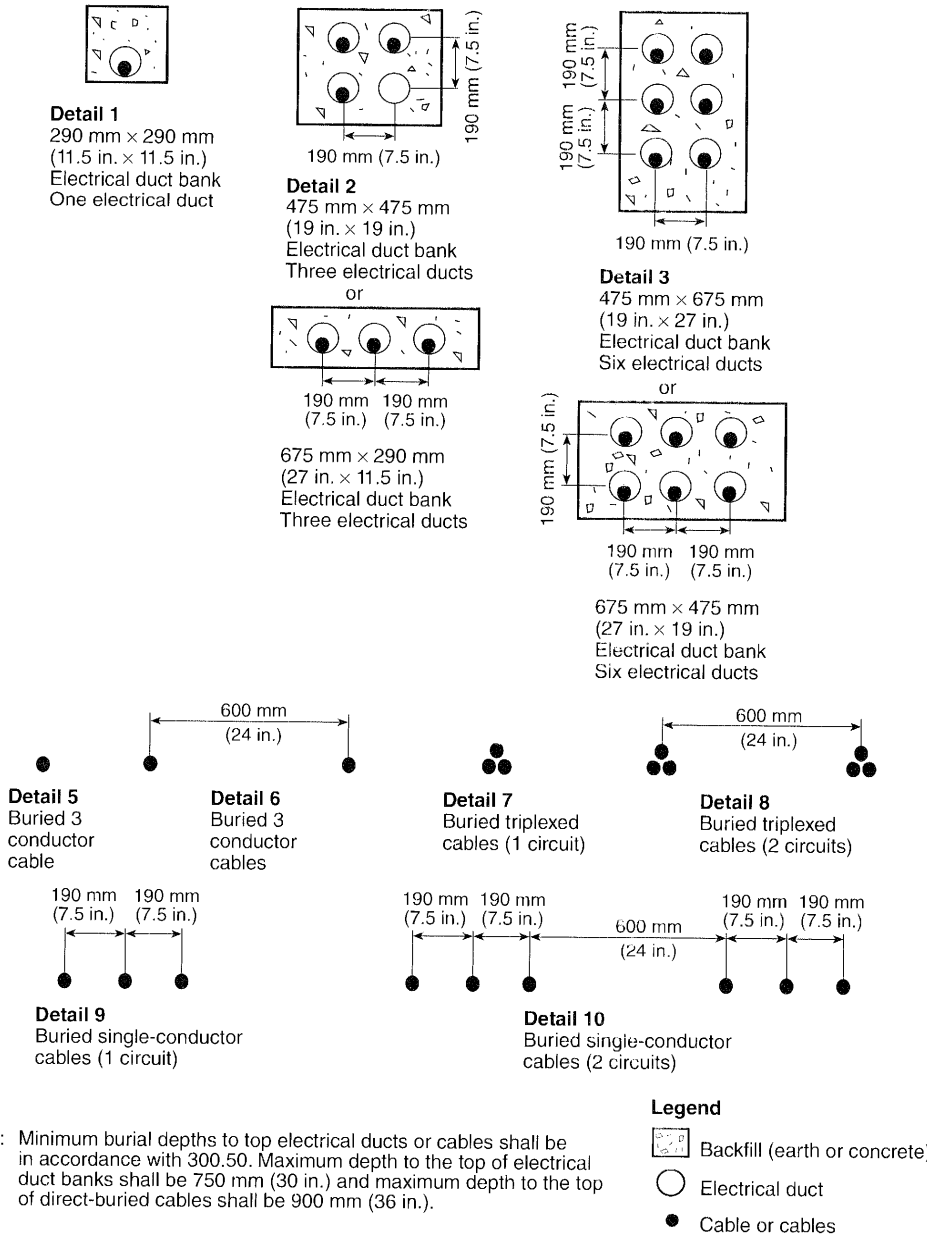 Detail 1
290 mm × 290 mm
(11.5 in. × 11.5 in.)
Electrical duct bank
One electrical duct
190 mm (7.5 in.)
190 mm (7.5 in.)
Detail 2
475 mm × 475 mm
(19 in. × 19 in.)
Electrical duct bank
Three electrical ducts
or
190 mm 190 mm
(7.5 in.) (7.5 in.)
675 mm × 290 mm
(27 in. × 11.5 in.)
Electrical duct bank
Three electrical ducts
190 mm
(7.5 in.)
190 mm
(7.5 in.)
190 mm (7.5 in.)
Detail 3
475 mm × 675 mm
(19 in. × 27 in.)
Electrical duct bank
Six electrical ducts
or
190 mm (7.5 in.)
190 mm 190 mm
(7.5 in.) (7.5 in.)
675 mm × 475 mm
(27 in. × 19 in.)
Electrical duct bank
Six electrical ducts
600 mm
(24 in.)
600 mm
(24 in.)
Detail 5
Buried 3
conductor
cable
Detail 6
Buried 3
conductor
cables
Detail 7
Buried triplexed
cables (1 circuit)
Detail 8
Buried triplexed
cables (2 circuits)
190 mm 190 mm
(7.5 in.) (7.5 in.)
190 mm 190 mm
(7.5 in.) (7.5 in.)
600 mm
(24 in.)
190 mm 190 mm
(7.5 in.) (7.5 in.)
Detail 9
Buried single-conductor
cables (1 circuit)
Detail 10
Buried single-conductor
cables (2 circuits)
: Minimum burial depths to top electrical ducts or cables shall be
in accordance with 300.50. Maximum depth to the top of electrical
duct banks shall be 750 mm (30 in.) and maximum depth to the top
of direct-buried cables shall be 900 mm (36 in.).
Legend
Backfill (earth or concrete)
Electrical duct
Cable or cables